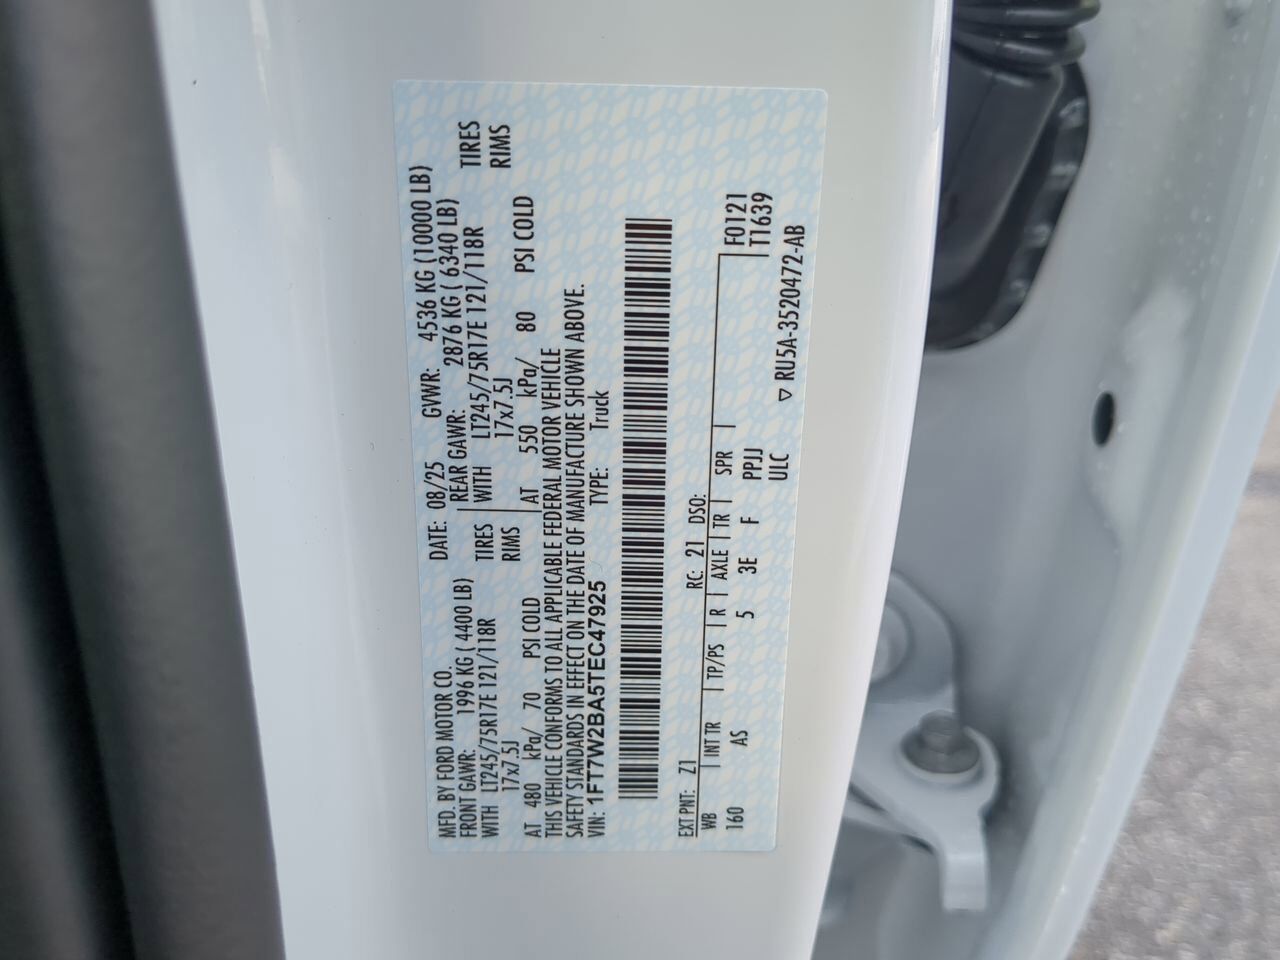 MFD. BY FORD MOTOR CO. DATE: 08/25 GVWR: 4536 KG (10000 LB)
FRONT GAWR: 1996 KG ( 4400 LB) REAR GAWR: 2876 KG ( 6340 LB)
WITH LT245/75R17E 121/118R TIRES WITH LT245/75R17E 121/118R TIRES
17x7.5J RIMS 17x7.5J RIMS
AT 480 kPa/ 70 PSI COLD AT 550 kPa/ 80 PSI COLD
THIS VEHICLE CONFORMS TO ALL APPLICABLE FEDERAL MOTOR VEHICLE
SAFETY STANDARDS IN EFFECT ON THE DATE OF MANUFACTURE SHOWN ABOVE.
VIN: 1FT7W2BA5TEC47925 TYPE: Truck
EXT PNT: Z1 RC: 21 DSO:
WB INT TR TP/PS R AXLE TR SPR F0121
160 AS 5 3E F PPJJ T1639
ULC ▽ RU5A-3520472-AB